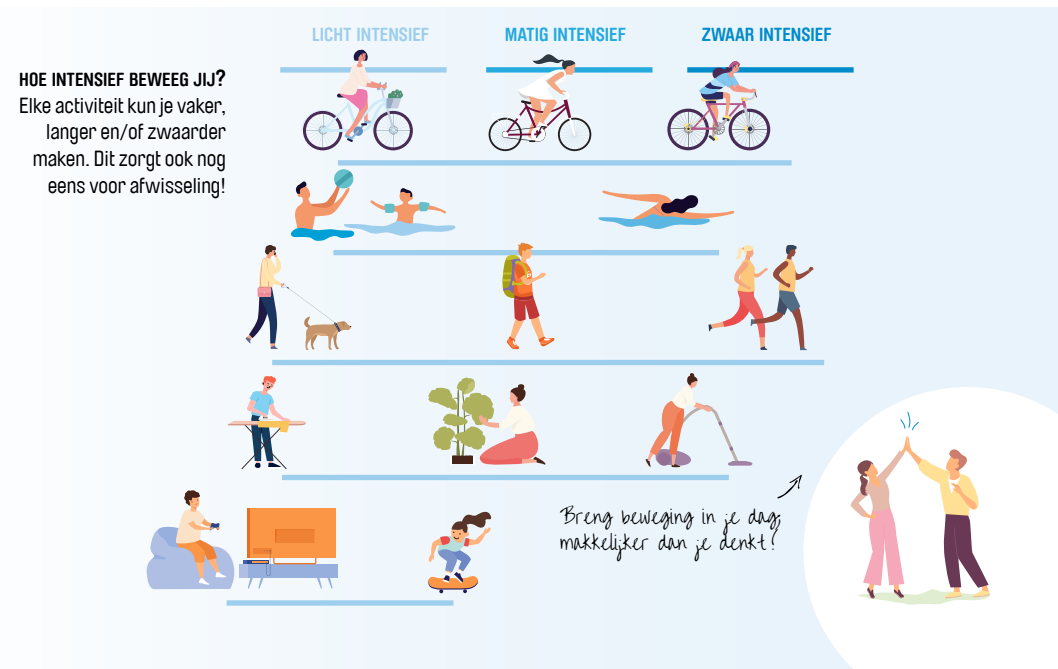 LICHT INTENSIEF
MATIG INTENSIEF
ZWAAR INTENSIEF
HOE INTENSIEF BEWEEG JIJ?
Elke activiteit kun je vaker,
langer en/of zwaarder
maken. Dit zorgt ook nog
eens voor afwisseling!
Breng beweging in je dag;
makkelijker dan je denkt!